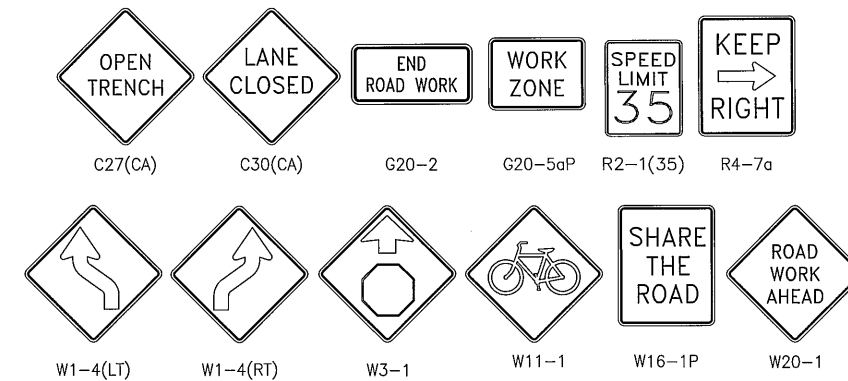 OPEN
TRENCH
LANE
CLOSED
END
ROAD WORK
WORK
ZONE
SPEED
LIMIT
35
KEEP
RIGHT
C27(CA)
C30(CA)
G20-2
G20-5aP
R2-1(35)
R4-7a
SHARE
THE
ROAD
ROAD
WORK
AHEAD
W1-4(LT)
W1-4(RT)
W3-1
W11-1
W16-1P
W20-1